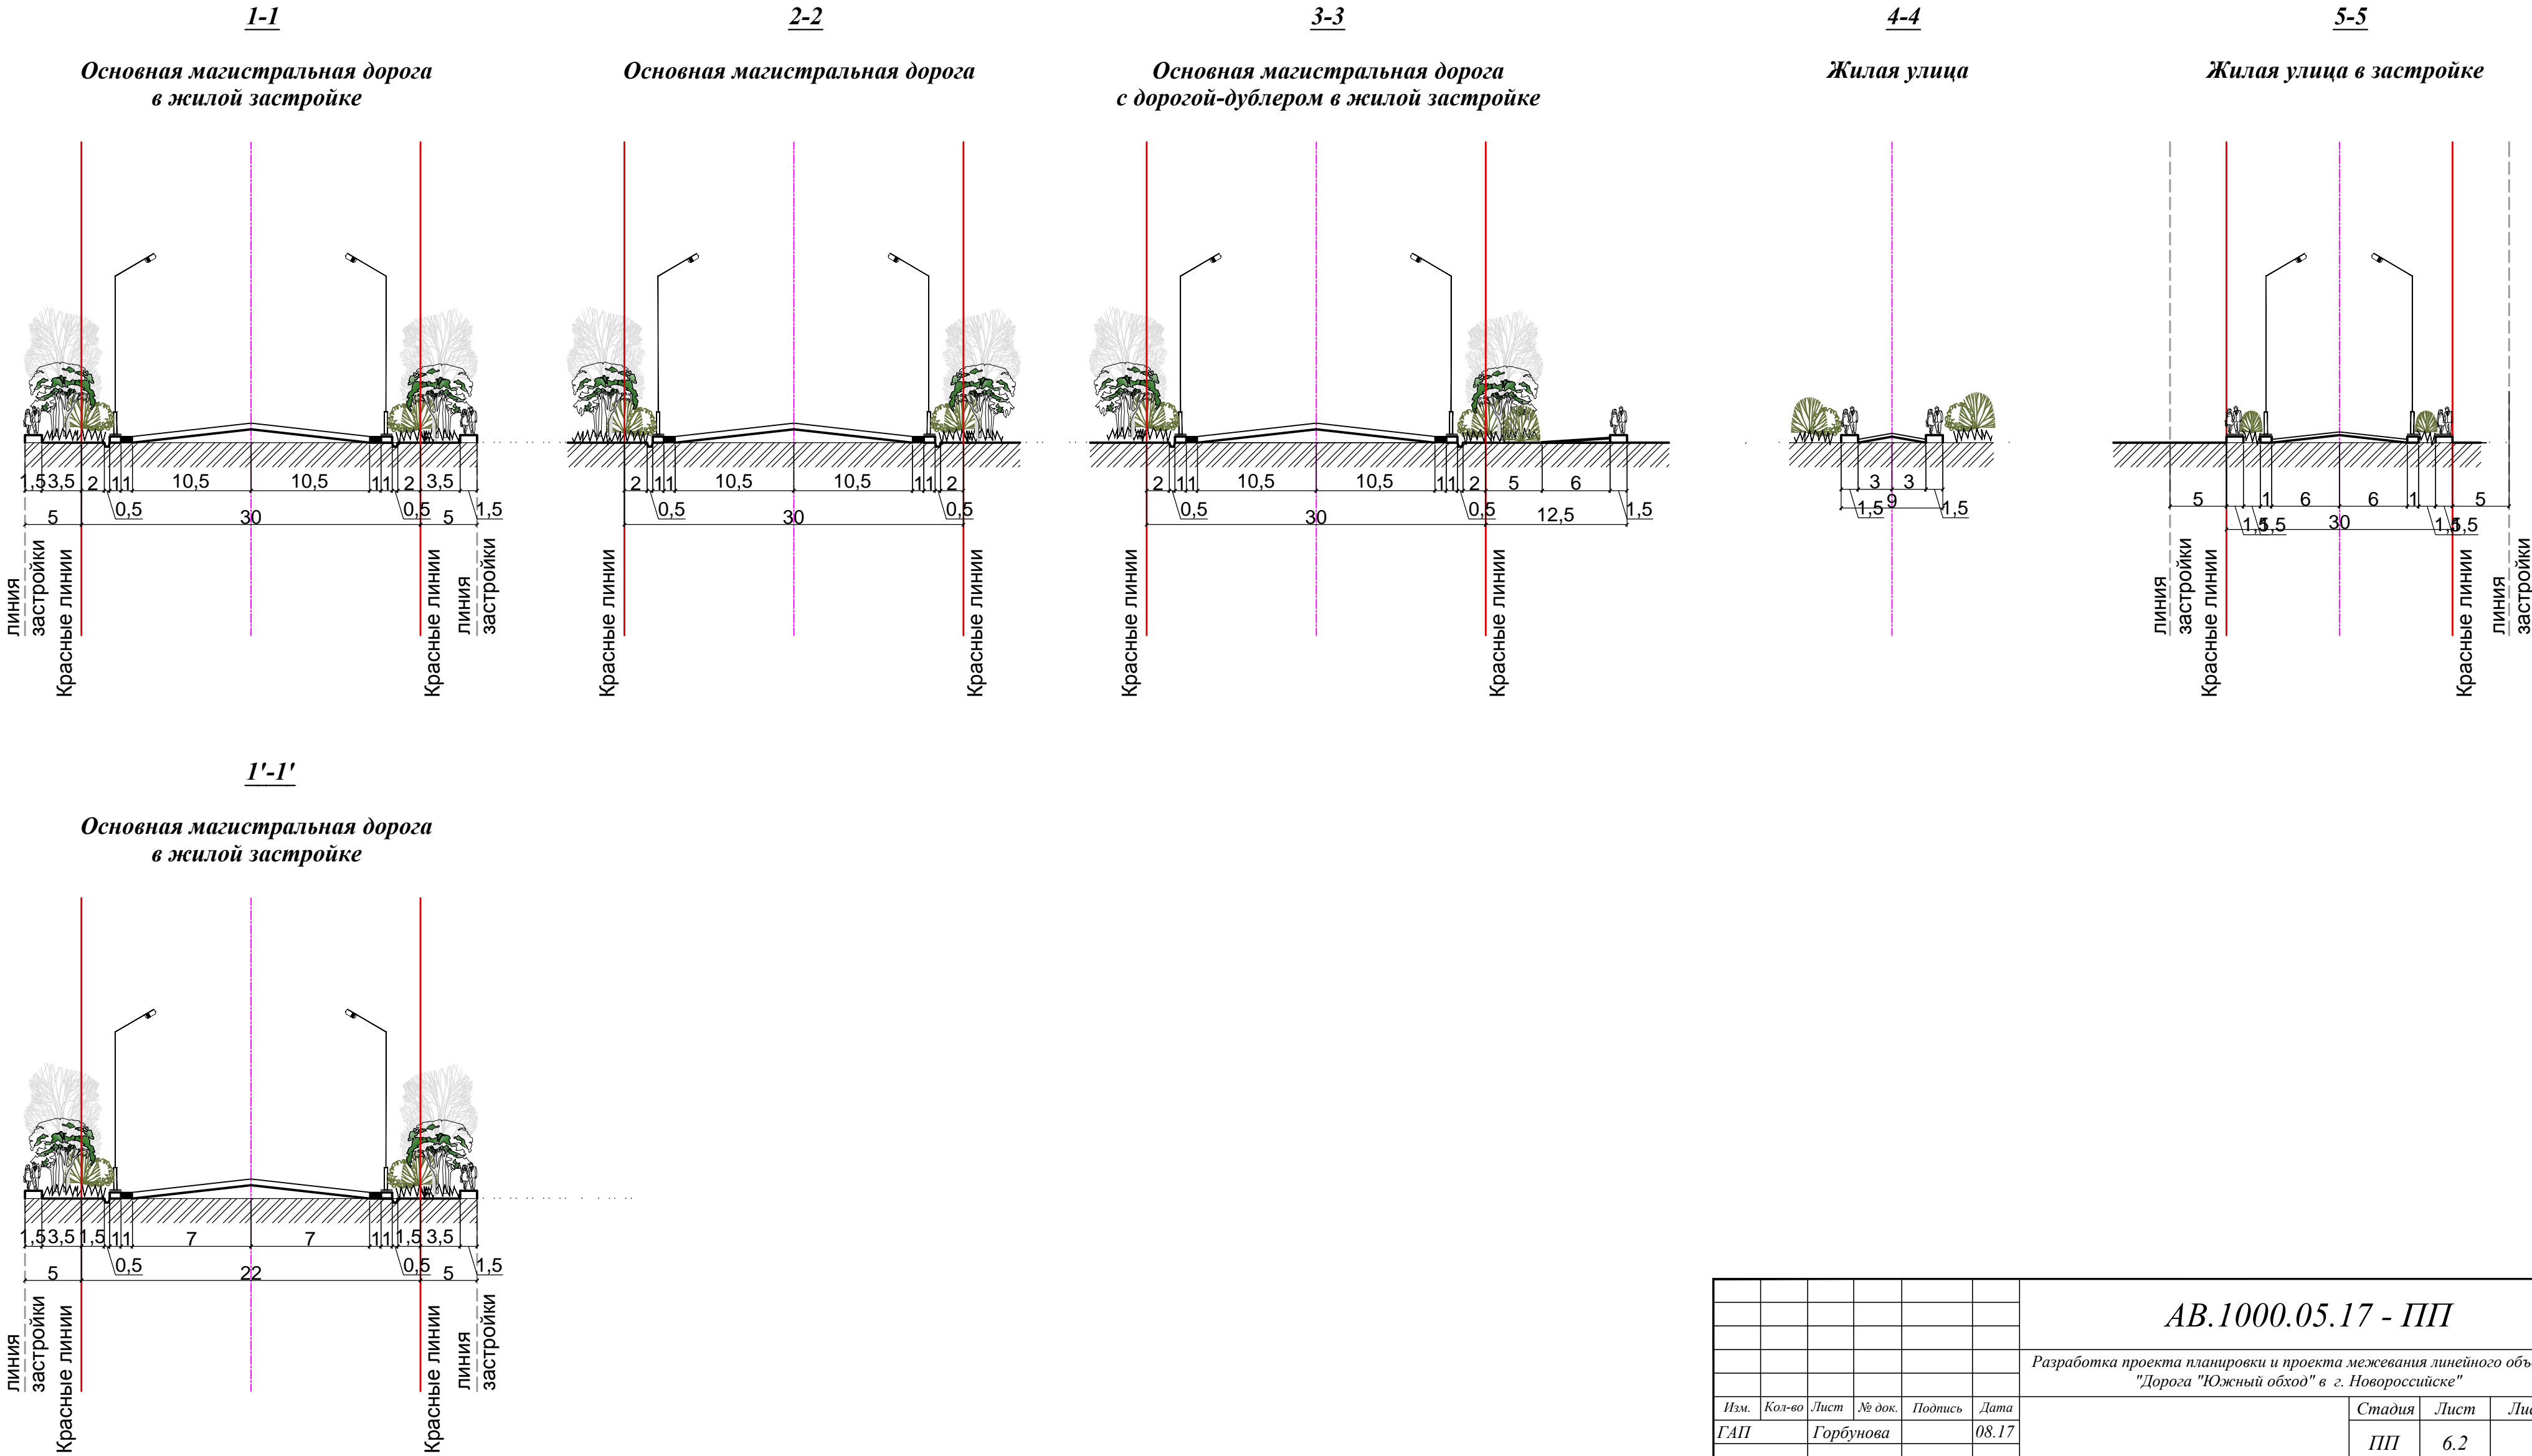 1-1
Основная магистральная дорога
в жилой застройке
1,5 3,5 2 1 1 10,5 10,5 1 1 2 3,5
0,5 0,5 1,5
5 30 5
линия
застройки
Красные линии
Красные линии
линия
застройки
2-2
Основная магистральная дорога
2 1 1 10,5 10,5 1 1 2
0,5 0,5
30
Красные линии
Красные линии
3-3
Основная магистральная дорога
с дорогой-дублером в жилой застройке
2 1 1 10,5 10,5 1 1 2 5 6
0,5 0,5 1,5
30 12,5
Красные линии
Красные линии
4-4
Жилая улица
3 3
1,5 9 1,5
5-5
Жилая улица в застройке
5 1 6 6 1 5
1,5 1,5 30 1,5 1,5
линия
застройки
Красные линии
Красные линии
линия
застройки
1'-1'
Основная магистральная дорога
в жилой застройке
1,5 3,5 1,5 1 1 7 7 1 1 1,5 3,5
0,5 0,5 1,5
5 22 5
линия
застройки
Красные линии
Красные линии
линия
застройки
АВ.1000.05.17 - ПП
Разработка проекта планировки и проекта межевания линейного объ
"Дорога "Южный обход" в г. Новороссийске"
Изм. Кол-во Лист № док. Подпись Дата
Стадия Лист Ли
ГАП Горбунова 08.17
ПП 6.2